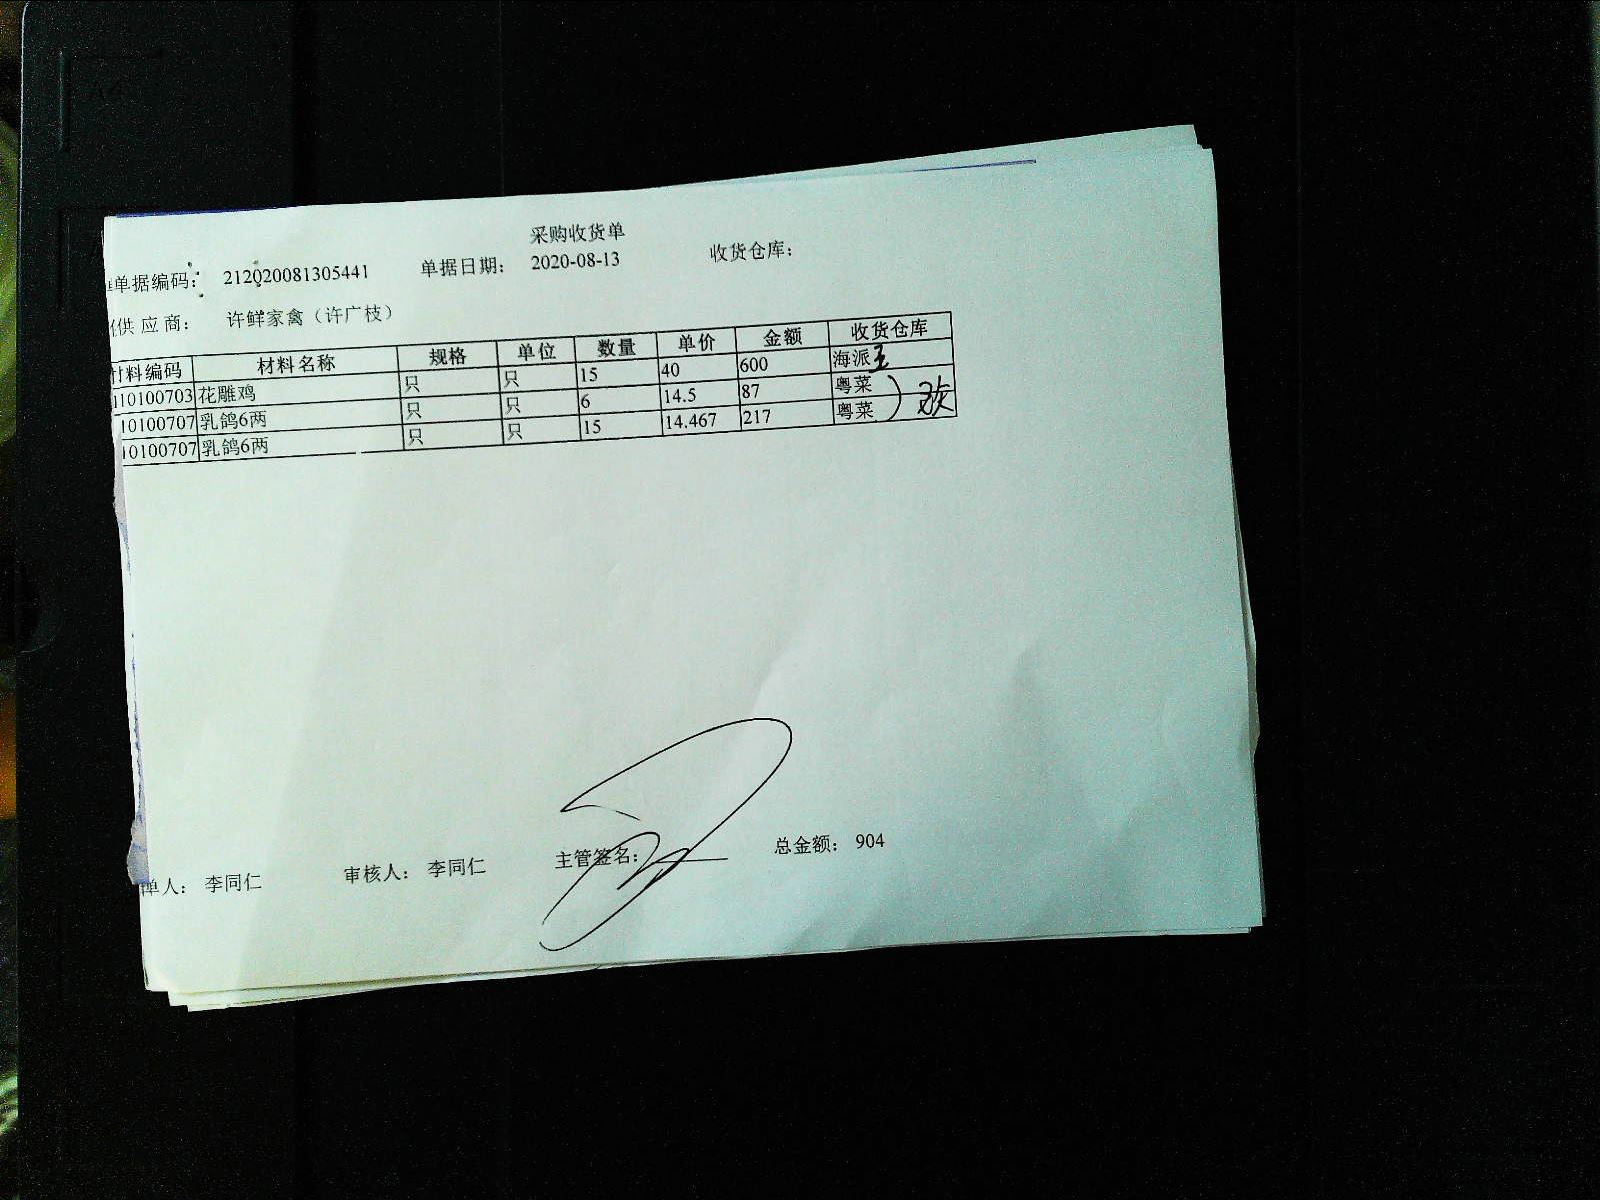 采购收货单
单据编码： 212020081305441 单据日期： 2020-08-13 收货仓库：
供 应 商： 许鲜家禽（许广枝）
材料编码 材料名称 规格 单位 数量 单价 金额 收货仓库
110100703 花雕鸡 只 只 15 40 600 海派
10100707 乳鸽6两 只 只 6 14.5 87 粤菜
10100707 乳鸽6两 只 只 15 14.467 217 粤菜
单人： 李同仁 审核人： 李同仁 主管签名： 总金额： 904